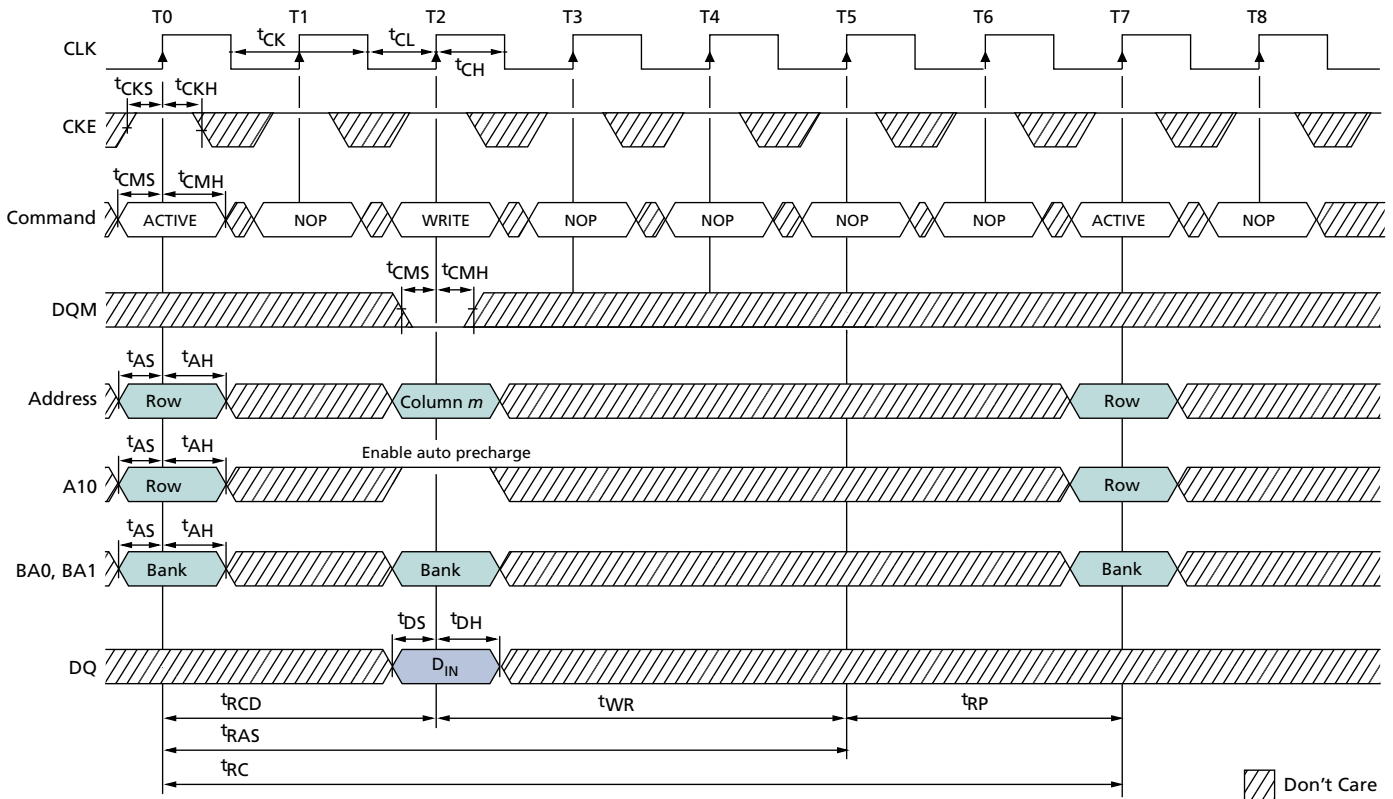 T0 T1 T2 T3 T4 T5 T6 T7 T8
CLK
tCK tCL
tCH
tCKS tCKH
CKE
tCMS tCMH
Command ACTIVE NOP WRITE NOP NOP NOP NOP ACTIVE NOP
tCMS tCMH
DQM
tAS tAH
Address Row Column m Row
tAS tAH
Enable auto precharge
A10 Row Row
tAS tAH
BA0, BA1 Bank Bank Bank
tDS tDH
DQ DIN
tRCD tWR tRP
tRAS
tRC
Don't Care